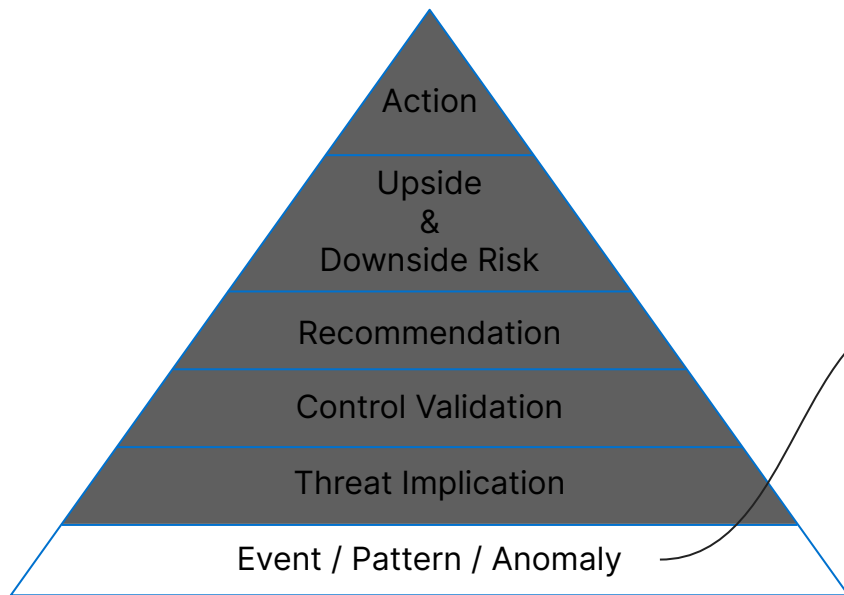 Action
Upside
&
Downside Risk
Recommendation
Control Validation
Threat Implication
Event / Pattern / Anomaly